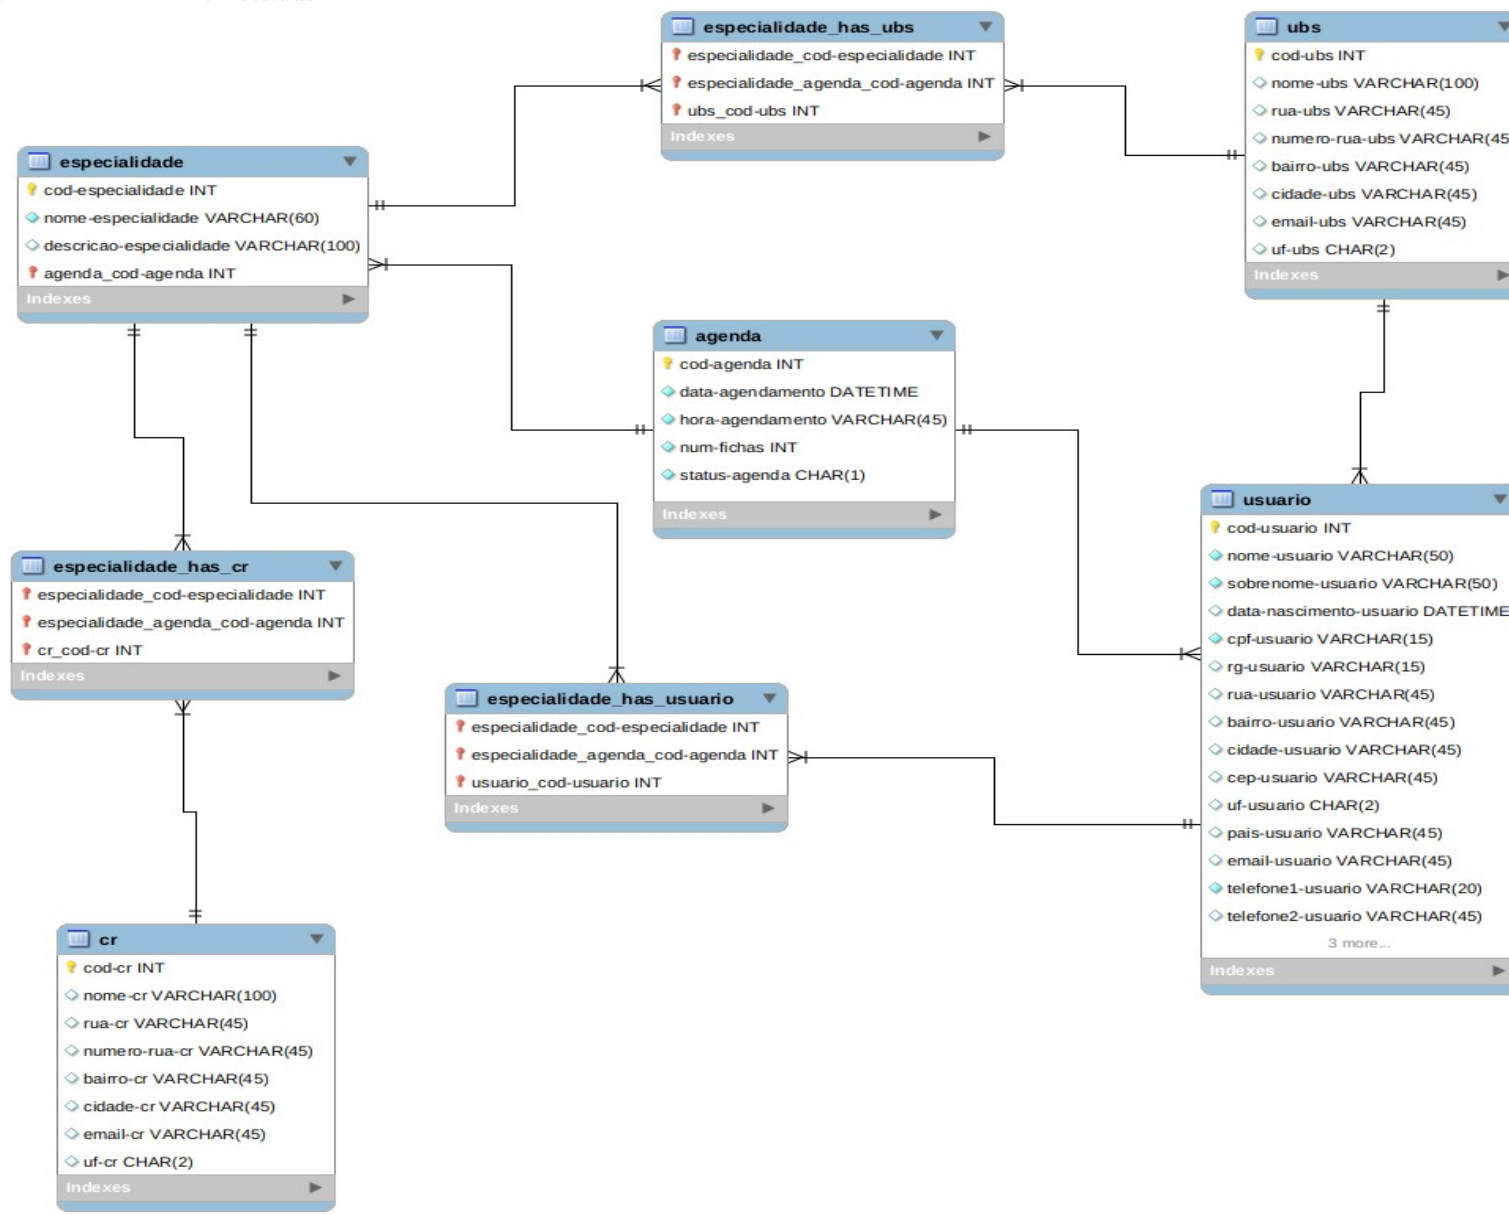 especialidade_has_ubs
especialidade_cod-especialidade INT
especialidade_agenda_cod-agenda INT
ubs_cod-ubs INT
Indexes
ubs
cod-ubs INT
nome-ubs VARCHAR(100)
rua-ubs VARCHAR(45)
numero-rua-ubs VARCHAR(45
bairro-ubs VARCHAR(45)
cidade-ubs VARCHAR(45)
email-ubs VARCHAR(45)
uf-ubs CHAR(2)
Indexes
especialidade
cod-especialidade INT
nome-especialidade VARCHAR(60)
descricao-especialidade VARCHAR(100)
agenda_cod-agenda INT
Indexes
agenda
cod-agenda INT
data-agendamento DATETIME
hora-agendamento VARCHAR(45)
num-fichas INT
status-agenda CHAR(1)
Indexes
usuario
cod-usuario INT
nome-usuario VARCHAR(50)
sobrenome-usuario VARCHAR(50)
data-nascimento-usuario DATETIME
cpf-usuario VARCHAR(15)
rg-usuario VARCHAR(15)
rua-usuario VARCHAR(45)
bairro-usuario VARCHAR(45)
cidade-usuario VARCHAR(45)
cep-usuario VARCHAR(45)
uf-usuario CHAR(2)
pais-usuario VARCHAR(45)
email-usuario VARCHAR(45)
telefone1-usuario VARCHAR(20)
telefone2-usuario VARCHAR(45)
3 more...
Indexes
especialidade_has_cr
especialidade_cod-especialidade INT
especialidade_agenda_cod-agenda INT
cr_cod-cr INT
Indexes
especialidade_has_usuario
especialidade_cod-especialidade INT
especialidade_agenda_cod-agenda INT
usuario_cod-usuario INT
Indexes
cr
cod-cr INT
nome-cr VARCHAR(100)
rua-cr VARCHAR(45)
numero-rua-cr VARCHAR(45)
bairro-cr VARCHAR(45)
cidade-cr VARCHAR(45)
email-cr VARCHAR(45)
uf-cr CHAR(2)
Indexes